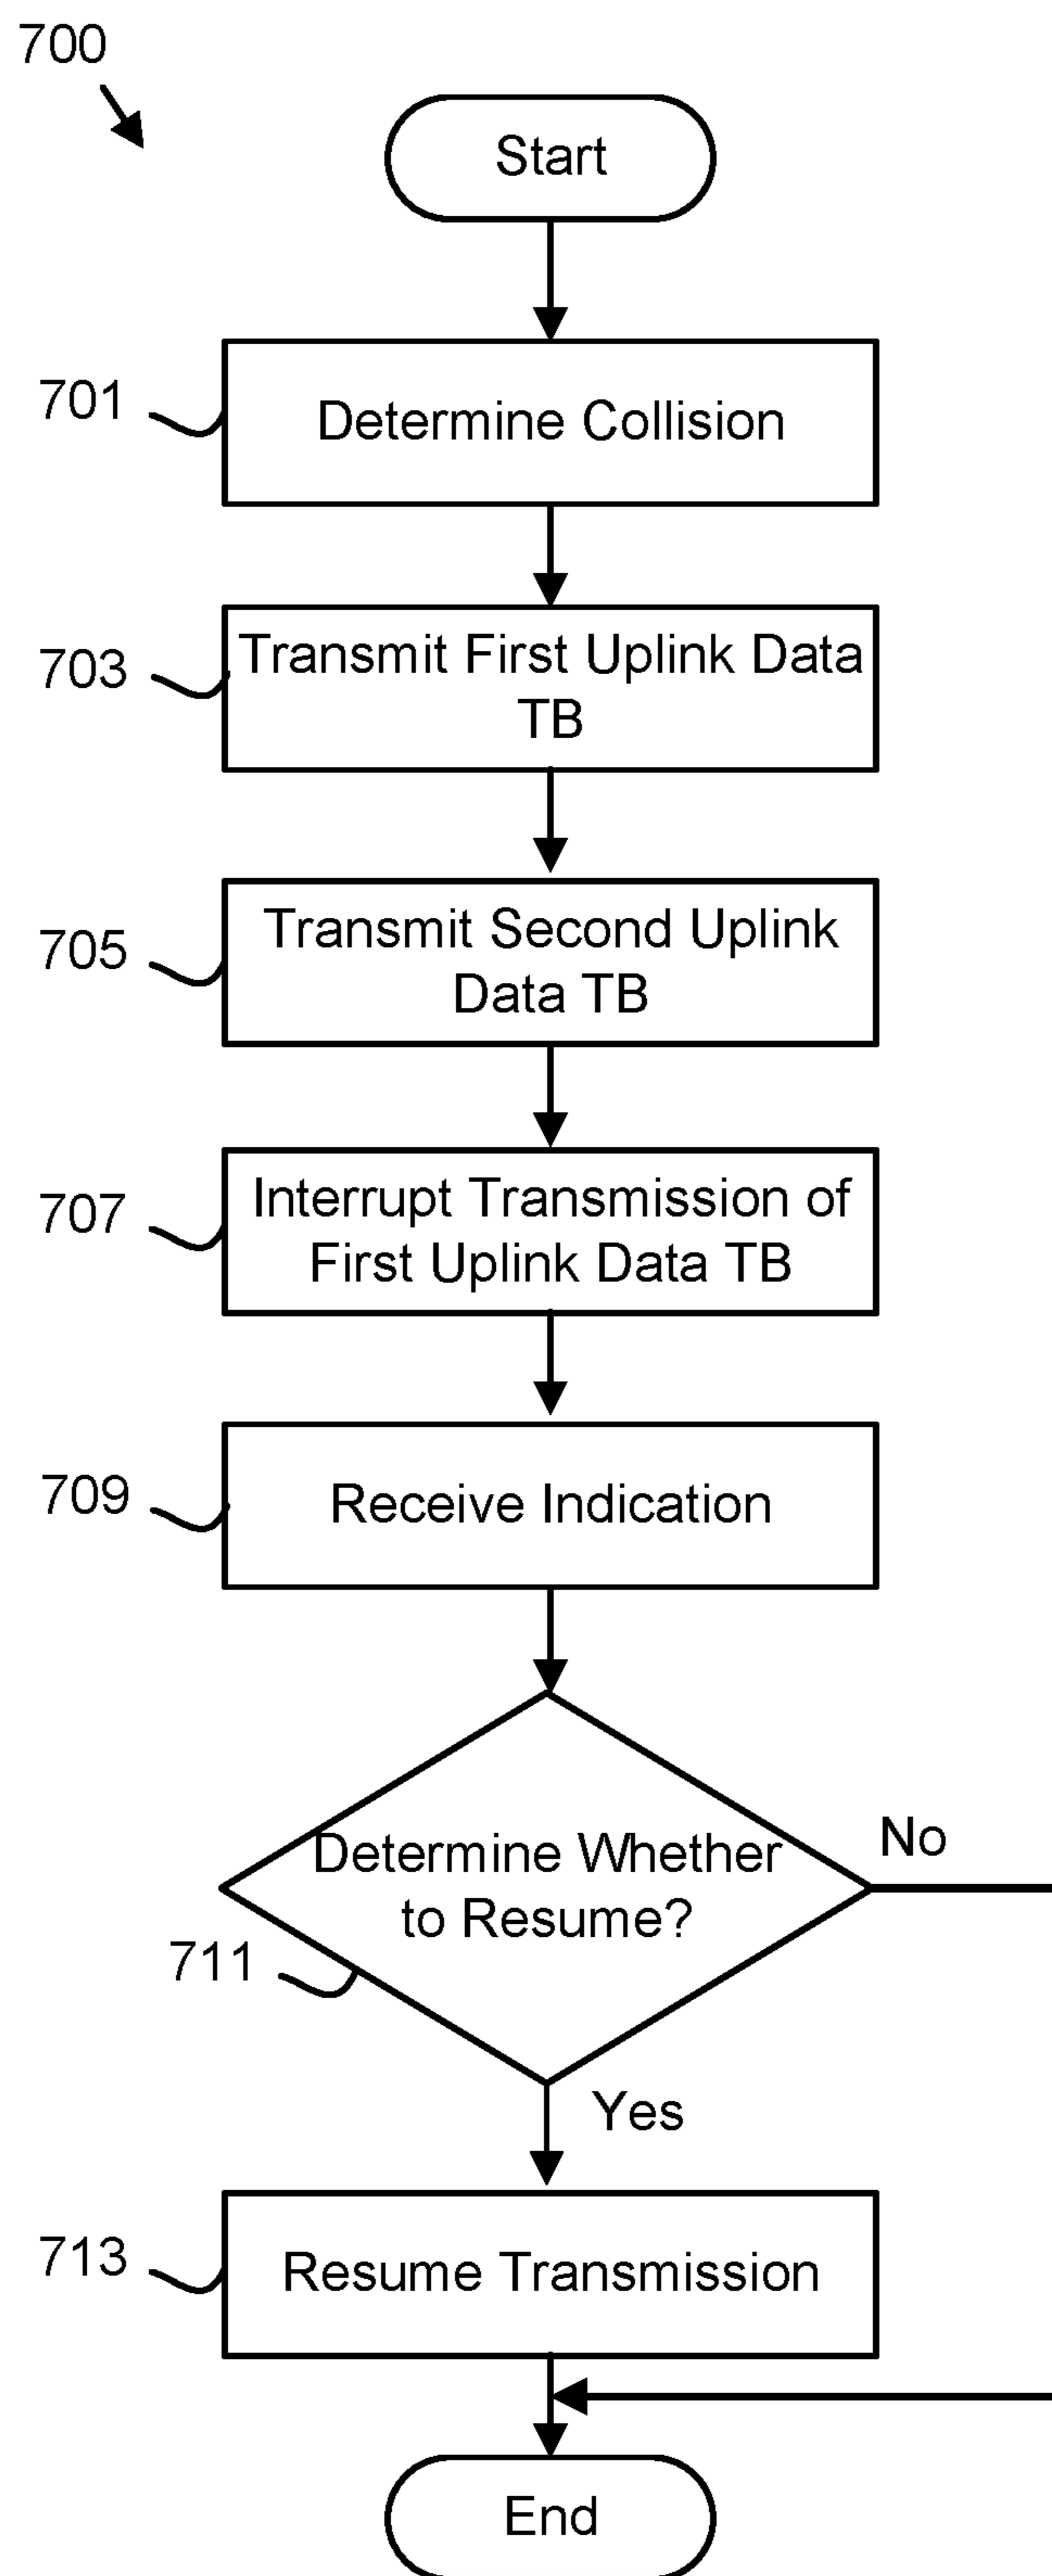 700
Start
701
Determine Collision
703
Transmit First Uplink Data
TB
705
Transmit Second Uplink
Data TB
707
Interrupt Transmission of
First Uplink Data TB
709
Receive Indication
Determine Whether
to Resume?
No
711
Yes
713
Resume Transmission
End